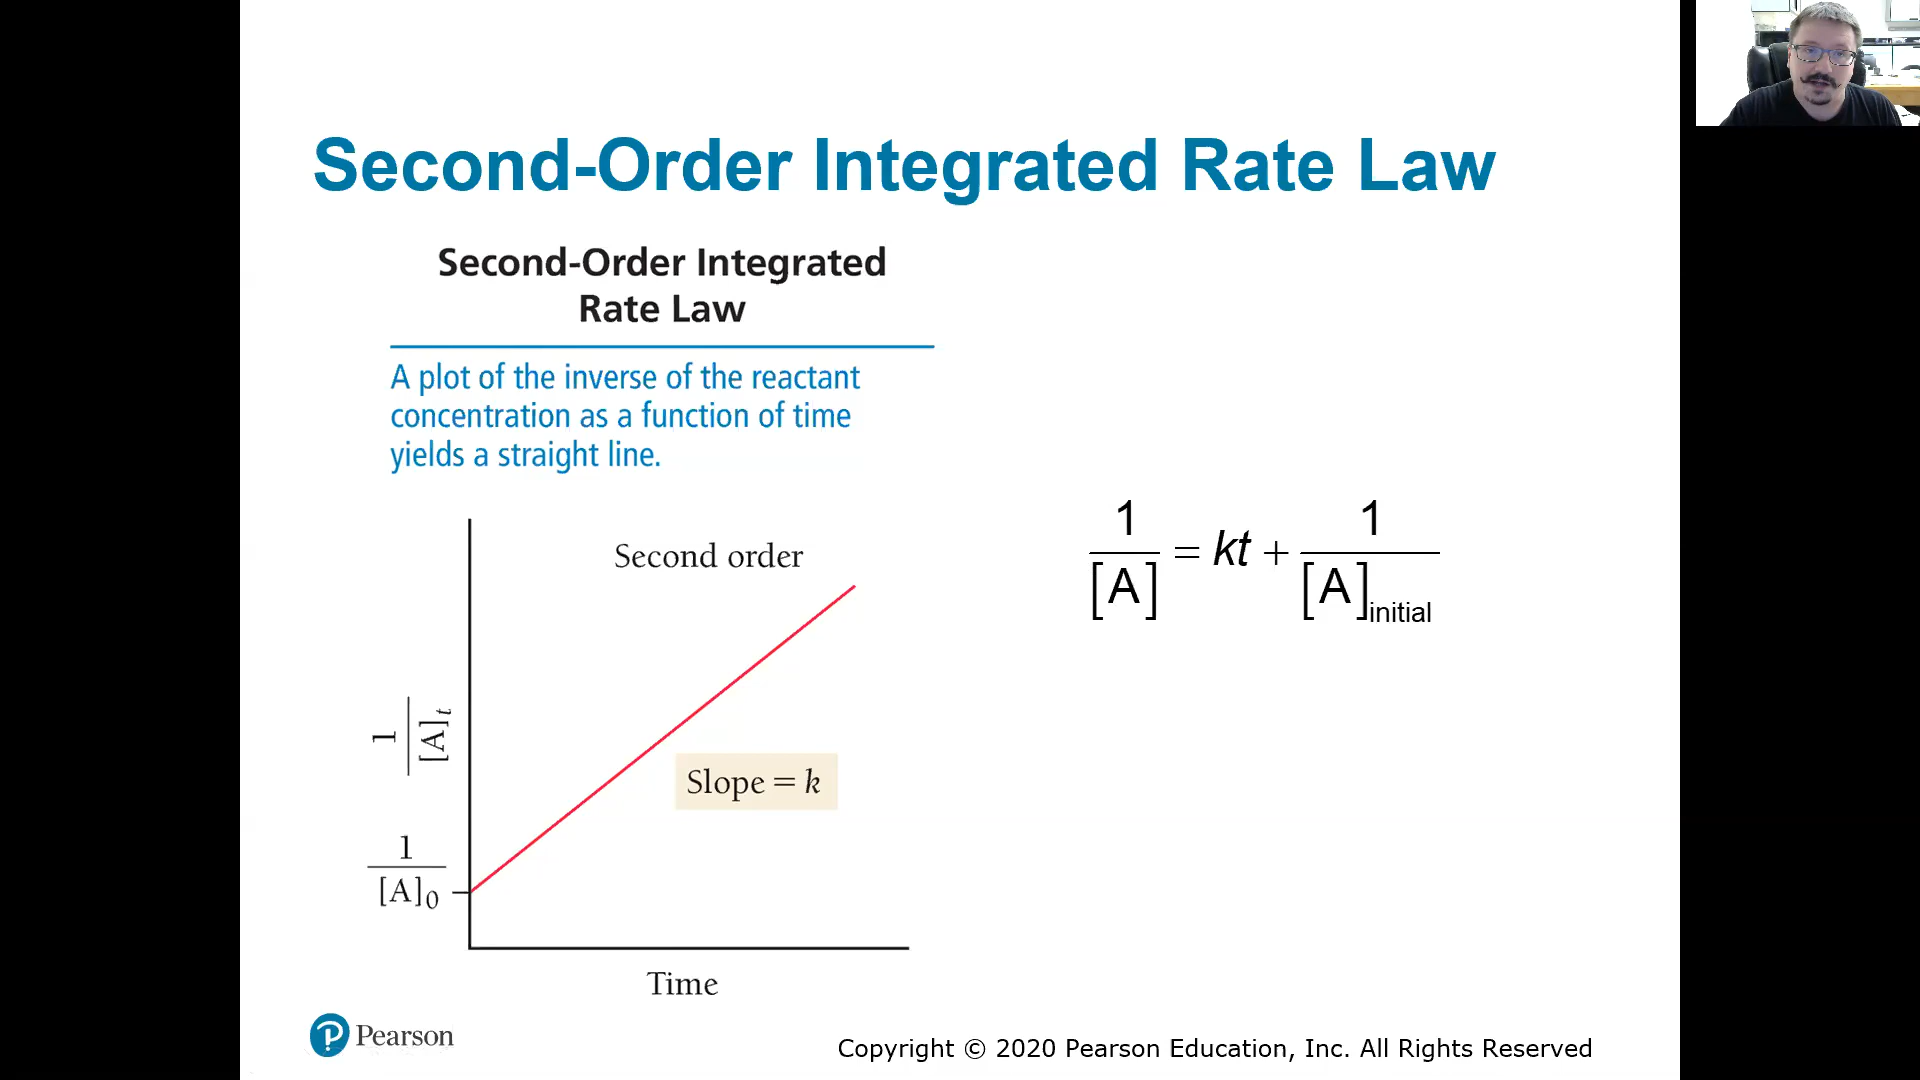 Second-Order Integrated Rate Law
Second-Order Integrated
Rate Law
A plot of the inverse of the reactant
concentration as a function of time
yields a straight line.
Second order
1/[A]t
Slope = k
1/[A]0
Time
1/[A] = kt + 1/[A]initial
Pearson
Copyright © 2020 Pearson Education, Inc. All Rights Reserved